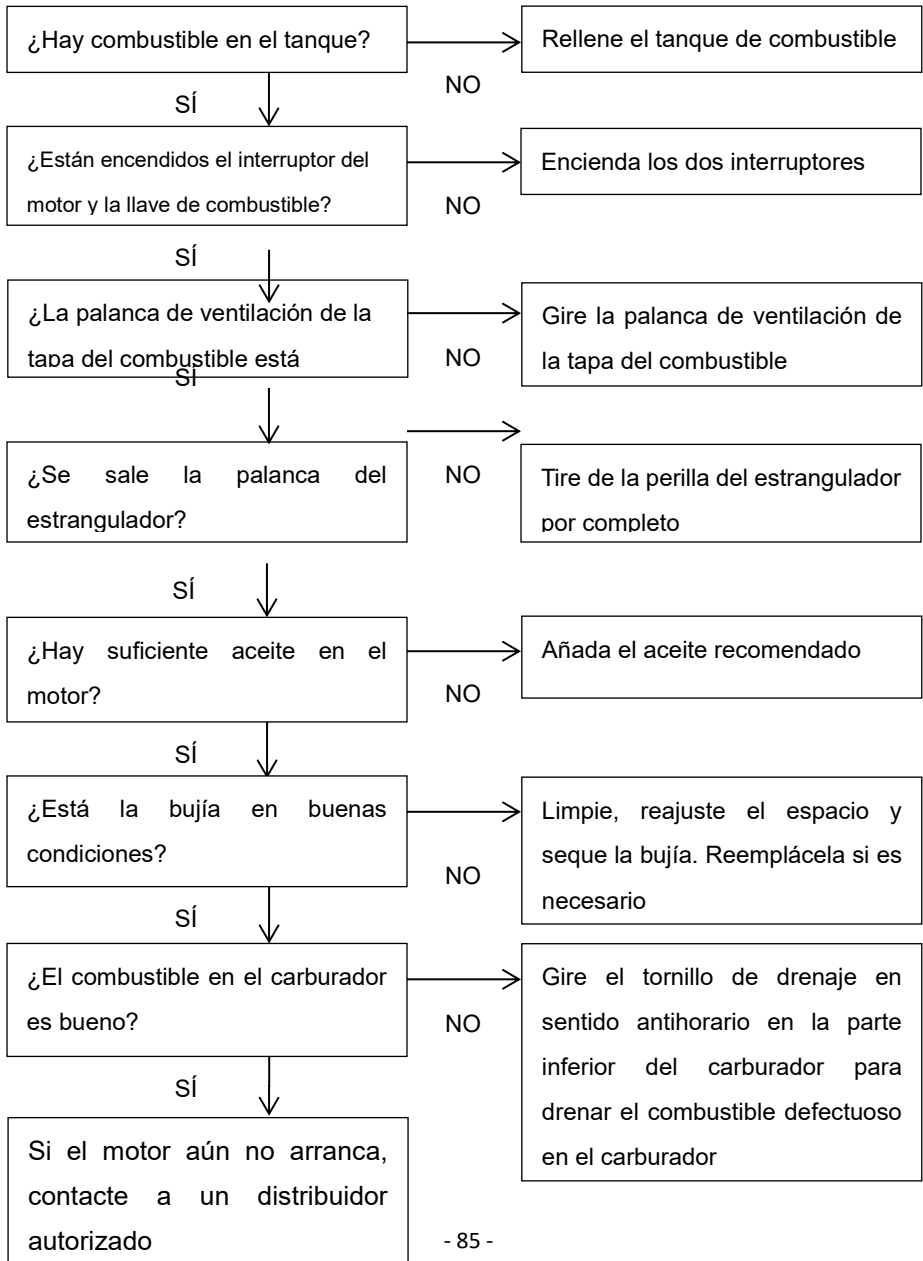 ¿Hay combustible en el tanque?
Rellene el tanque de combustible
NO
SÍ
¿Están encendidos el interruptor del
motor y la llave de combustible?
Encienda los dos interruptores
NO
SÍ
¿La palanca de ventilación de la
tapa del combustible está
Gire la palanca de ventilación de
la tapa del combustible
NO
SÍ
¿Se sale la palanca del
estrangulador?
NO
Tire de la perilla del estrangulador
por completo
SÍ
¿Hay suficiente aceite en el
motor?
Añada el aceite recomendado
NO
SÍ
¿Está la bujía en buenas
condiciones?
Limpie, reajuste el espacio y
seque la bujía. Reemplácela si es
necesario
NO
SÍ
¿El combustible en el carburador
es bueno?
NO
Gire el tornillo de drenaje en
sentido antihorario en la parte
inferior del carburador para
drenar el combustible defectuoso
en el carburador
SÍ
Si el motor aún no arranca,
contacte a un distribuidor
autorizado
- 85 -